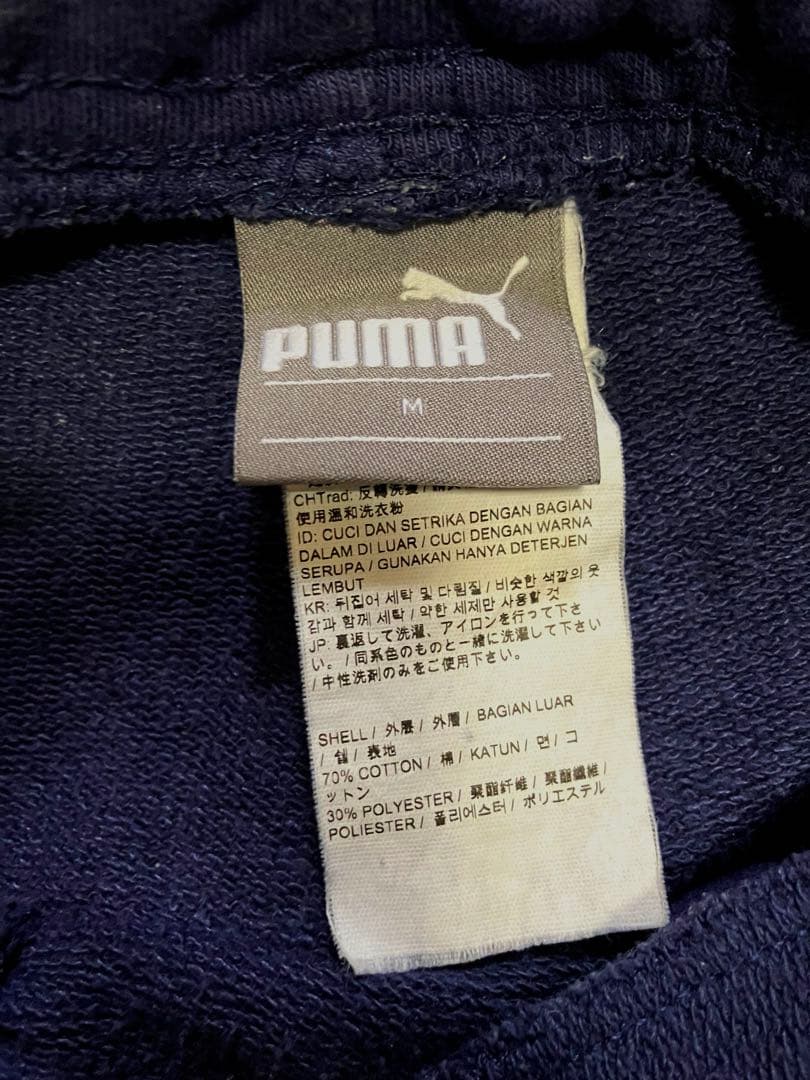 PUMA
M
CHTrad: 反轉洗滌 /
使用溫和洗衣粉
ID: CUCI DAN SETRIKA DENGAN BAGIAN
DALAM DI LUAR / CUCI DENGAN WARNA
SERUPA / GUNAKAN HANYA DETERJEN
LEMBUT
KR: 뒤집어 세탁 및 다림질 / 비슷한 색깔의 옷
감과 함께 세탁 / 약한 세제만 사용할 것
JP: 裏返して洗濯、アイロンを行って下さ
い。 / 同系色のものと一緒に洗濯して下さい
/ 中性洗剤のみをご使用下さい。
SHELL / 外层 / 外層 / BAGIAN LUAR
/ 쉘 / 表地
70% COTTON / 棉 / KATUN / 면 / コ
ットン
30% POLYESTER / 聚酯纤维 / 聚酯纖維 /
POLIESTER / 폴리에스터 / ポリエステル